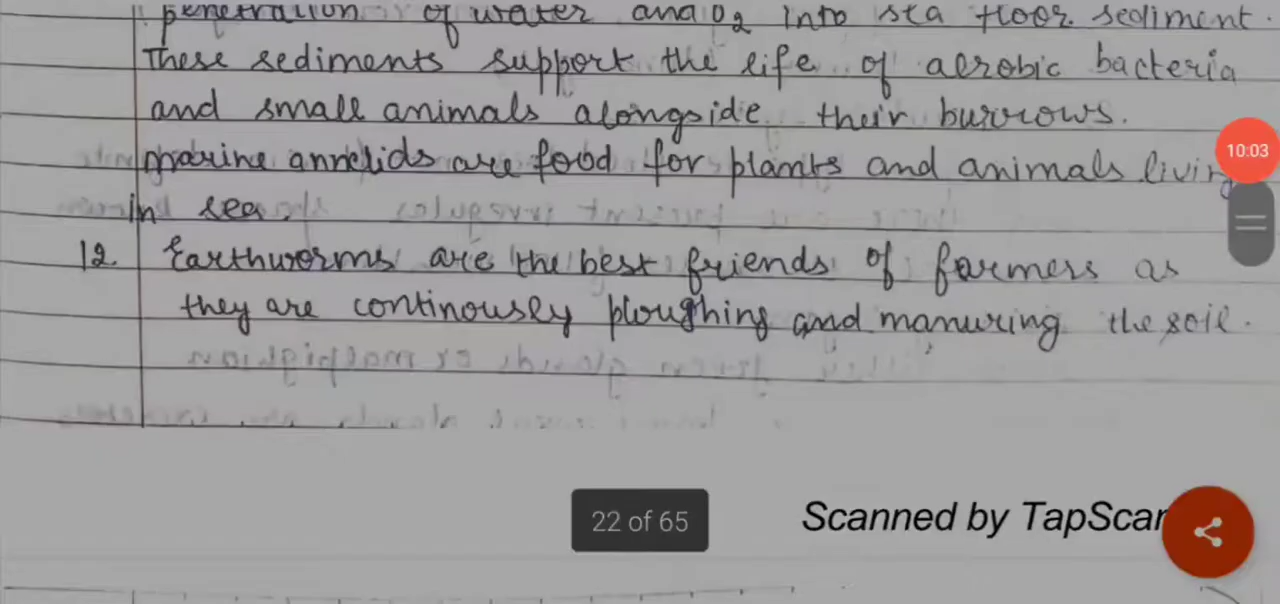 penetration of water and O2 into sea floor sediment.
These sediments support the life of aerobic bacteria
and small animals alongside their burrows.
marine annelids are food for plants and animals living
in sea.
12. Earthworms are the best friends of farmers as
they are continously ploughing and manuring the soil.
10:03
22 of 65
Scanned by TapScan